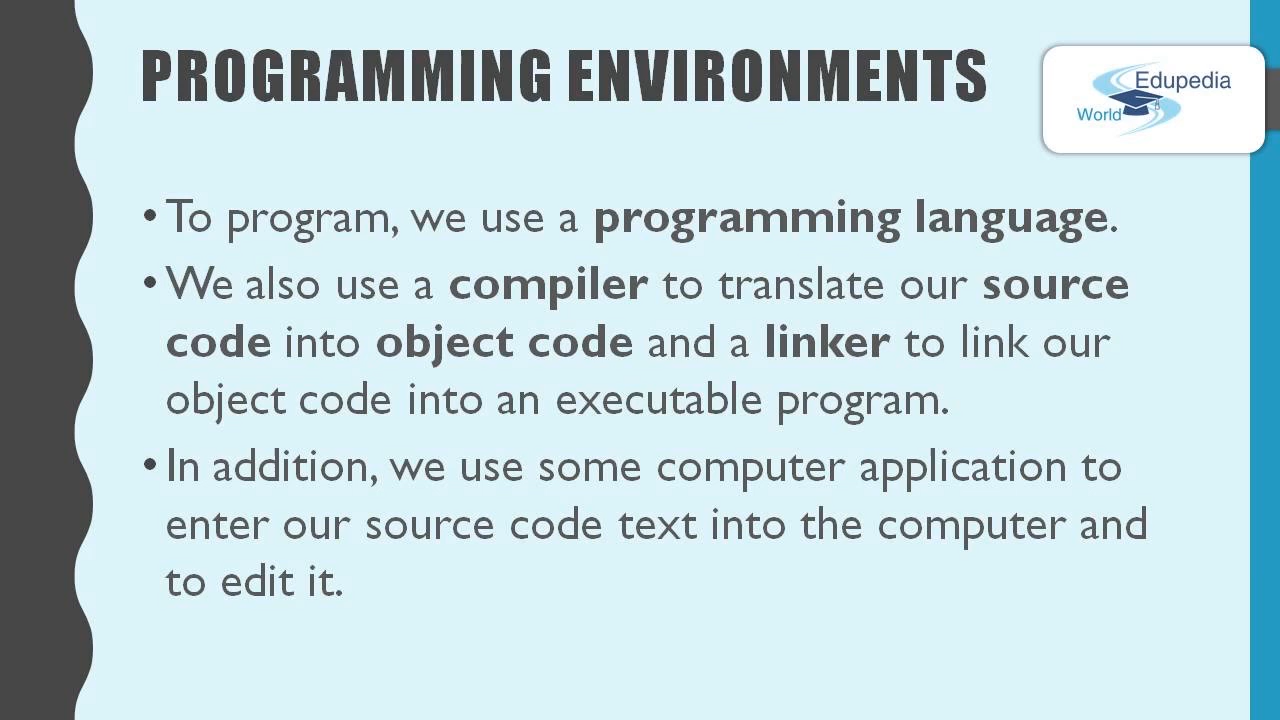 PROGRAMMING ENVIRONMENTS
Edupedia
World
• To program, we use a programming language.
• We also use a compiler to translate our source
code into object code and a linker to link our
object code into an executable program.
• In addition, we use some computer application to
enter our source code text into the computer and
to edit it.